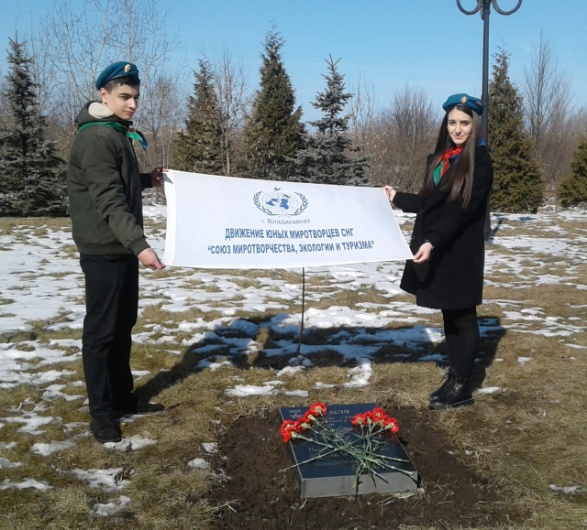 г. Владикавказ
ДВИЖЕНИЕ ЮНЫХ МИРОТВОРЦЕВ СНГ
"СОЮЗ МИРОТВОРЧЕСТВА, ЭКОЛОГИИ И ТУРИЗМА"